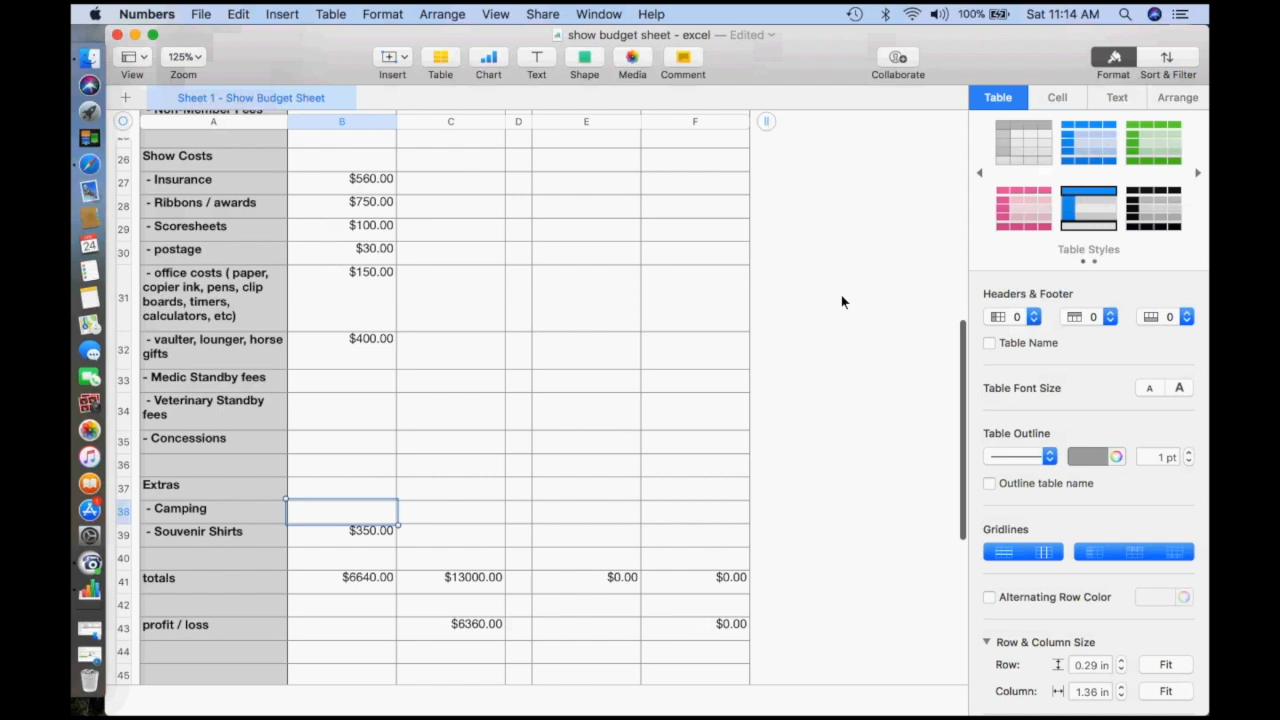 Numbers File Edit Insert Table Format Arrange View Share Window Help 100% Sat 11:14 AM
show budget sheet - excel — Edited
125%
View Zoom Insert Table Chart Text Shape Media Comment Collaborate Format Sort & Filter
Sheet 1 - Show Budget Sheet
Table Cell Text Arrange
- Non-Member Fees
A B C D E F
26 Show Costs
27 - Insurance $560.00
28 - Ribbons / awards $750.00
29 - Scoresheets $100.00
30 - postage $30.00
- office costs ( paper, $150.00
copier ink, pens, clip
31 boards, timers,
calculators, etc)
32 - vaulter, lounger, horse $400.00
gifts
33 - Medic Standby fees
34 - Veterinary Standby
fees
35 - Concessions
36
37 Extras
38 - Camping
39 - Souvenir Shirts $350.00
40
41 totals $6640.00 $13000.00 $0.00 $0.00
42
43 profit / loss $6360.00 $0.00
44
45
24
Table Styles
Headers & Footer
0 0 0
Table Name
Table Font Size A A
Table Outline
1 pt
Outline table name
Gridlines
Alternating Row Color
Row & Column Size
Row: 0.29 in Fit
Column: 1.36 in Fit